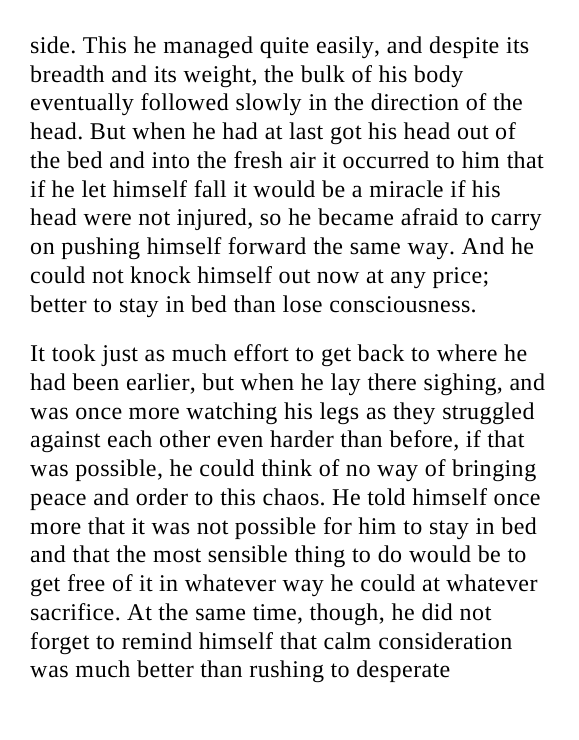 side. This he managed quite easily, and despite its
breadth and its weight, the bulk of his body
eventually followed slowly in the direction of the
head. But when he had at last got his head out of
the bed and into the fresh air it occurred to him that
if he let himself fall it would be a miracle if his
head were not injured, so he became afraid to carry
on pushing himself forward the same way. And he
could not knock himself out now at any price;
better to stay in bed than lose consciousness.
It took just as much effort to get back to where he
had been earlier, but when he lay there sighing, and
was once more watching his legs as they struggled
against each other even harder than before, if that
was possible, he could think of no way of bringing
peace and order to this chaos. He told himself once
more that it was not possible for him to stay in bed
and that the most sensible thing to do would be to
get free of it in whatever way he could at whatever
sacrifice. At the same time, though, he did not
forget to remind himself that calm consideration
was much better than rushing to desperate